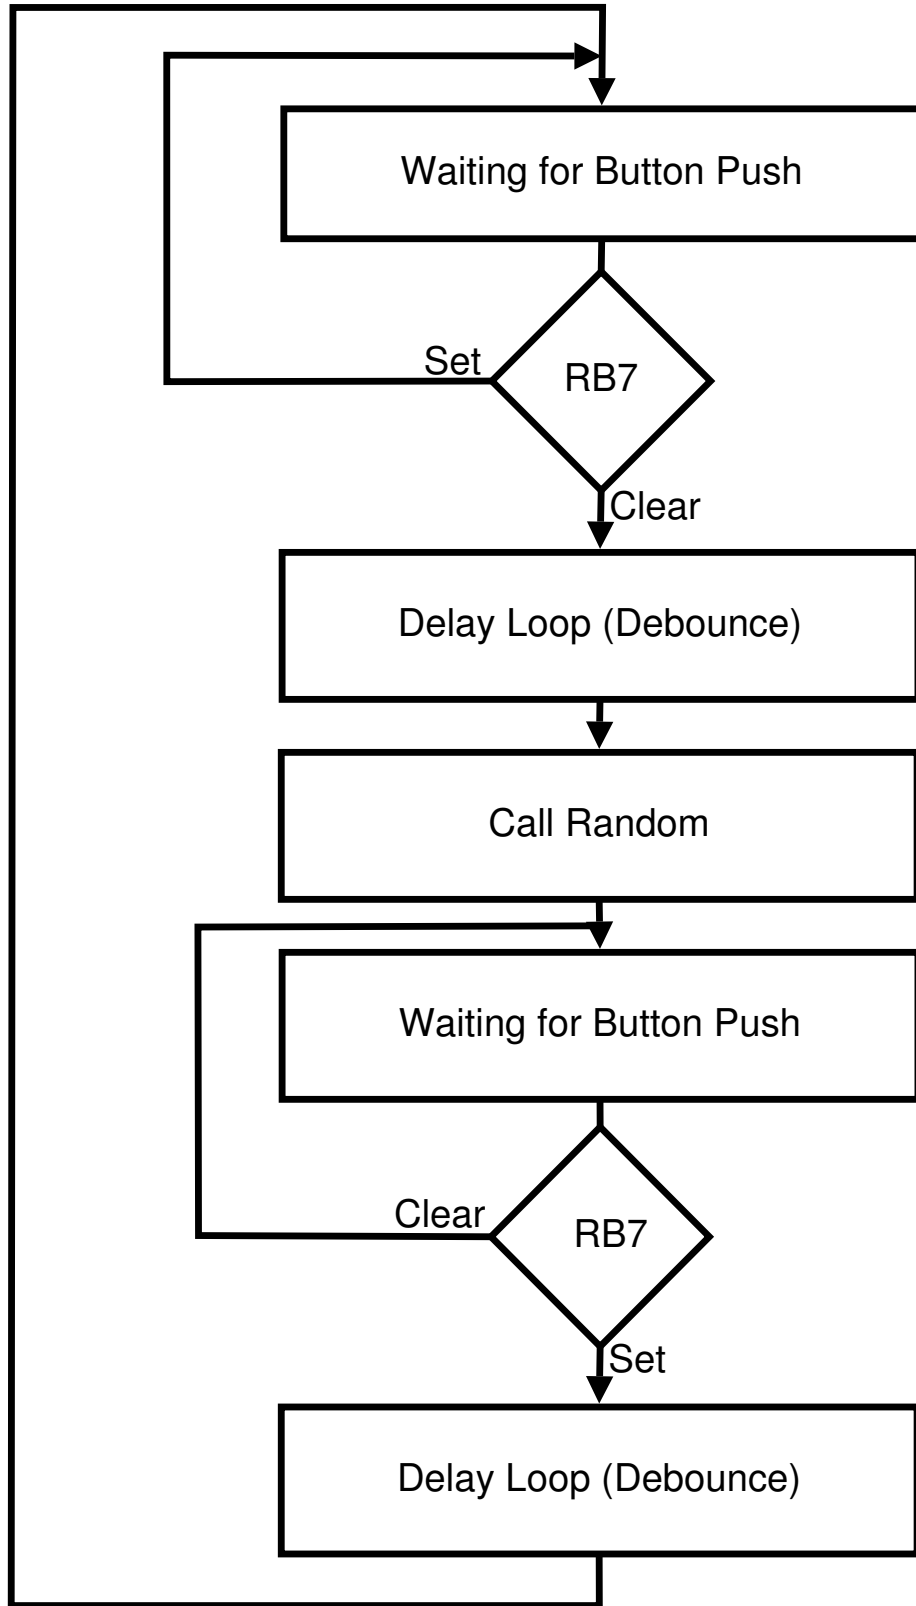 Waiting for Button Push
Set
RB7
Clear
Delay Loop (Debounce)
Call Random
Waiting for Button Push
Clear
RB7
Set
Delay Loop (Debounce)